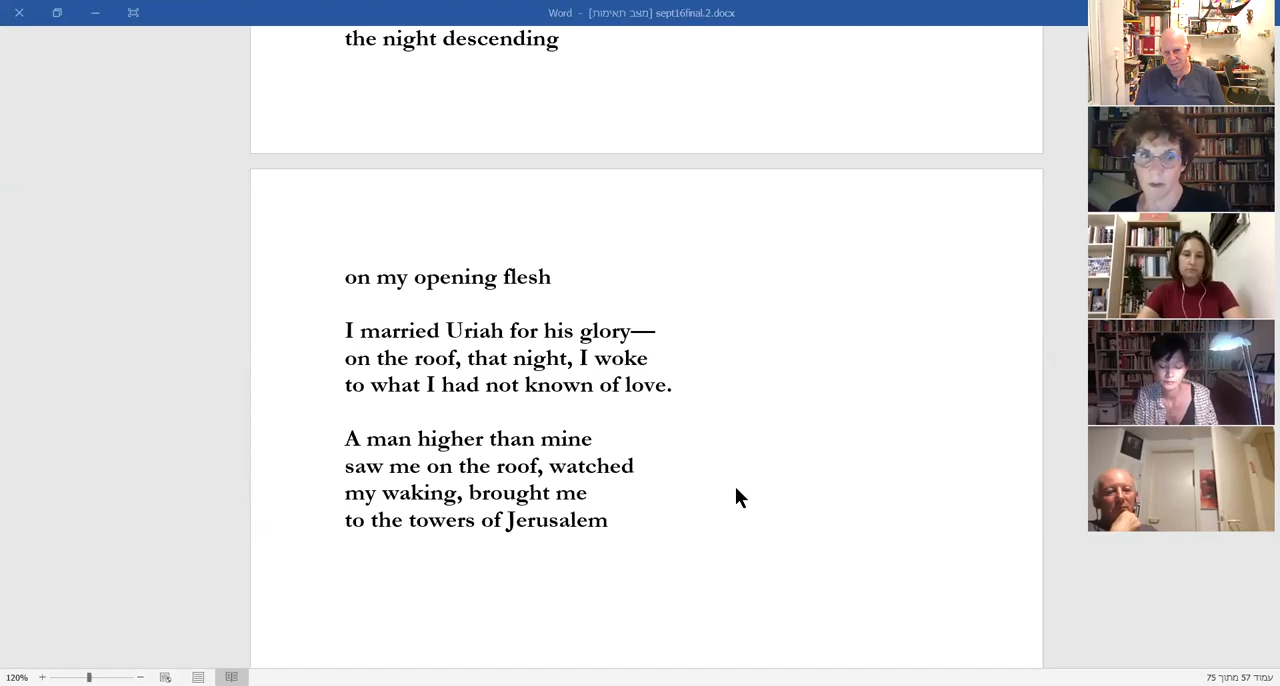 sept16final.2.docx [מצב תאימות] - Word
the night descending
on my opening flesh
I married Uriah for his glory—
on the roof, that night, I woke
to what I had not known of love.
A man higher than mine
saw me on the roof, watched
my waking, brought me
to the towers of Jerusalem
120%
עמוד 57 מתוך 75